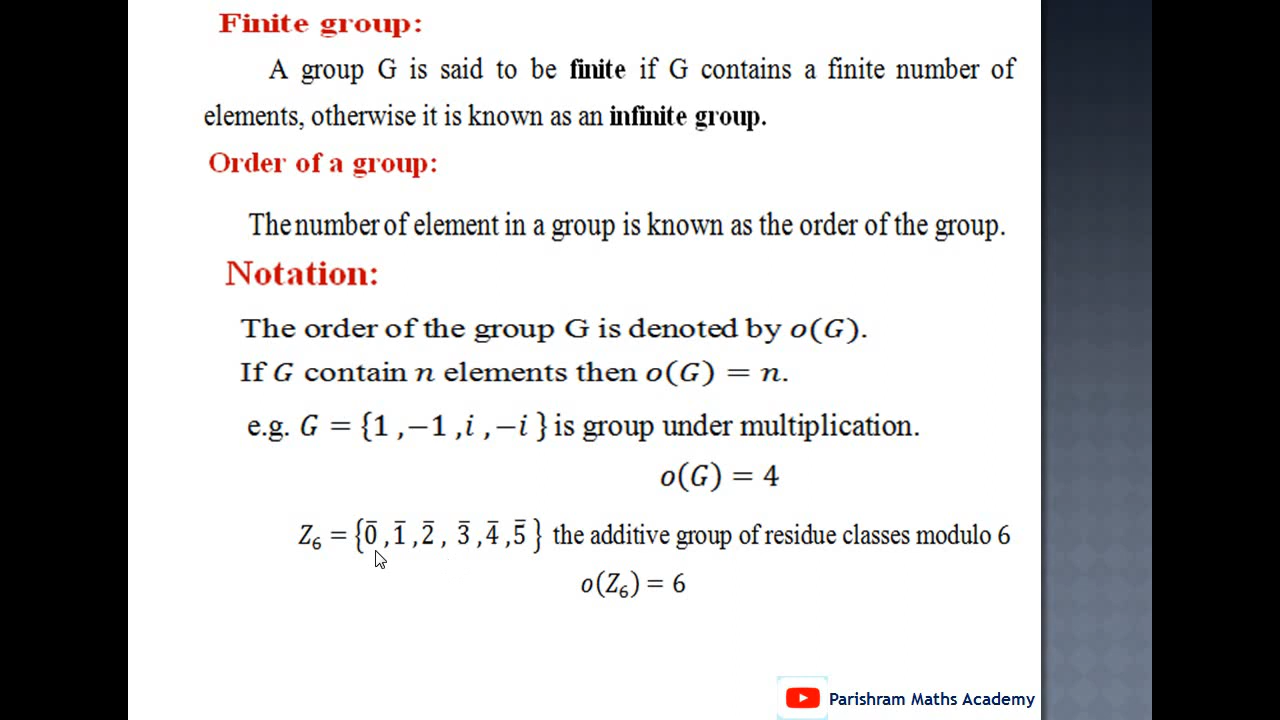 Finite group:
A group G is said to be finite if G contains a finite number of
elements, otherwise it is known as an infinite group.
Order of a group:
The number of element in a group is known as the order of the group.
Notation:
The order of the group G is denoted by o(G).
If G contain n elements then o(G) = n.
e.g. G = {1 ,−1 ,i ,−i } is group under multiplication.
o(G) = 4
Z₆ = {0̄ ,1̄ ,2̄ , 3̄ ,4̄ ,5̄ } the additive group of residue classes modulo 6
o(Z₆) = 6
Parishram Maths Academy